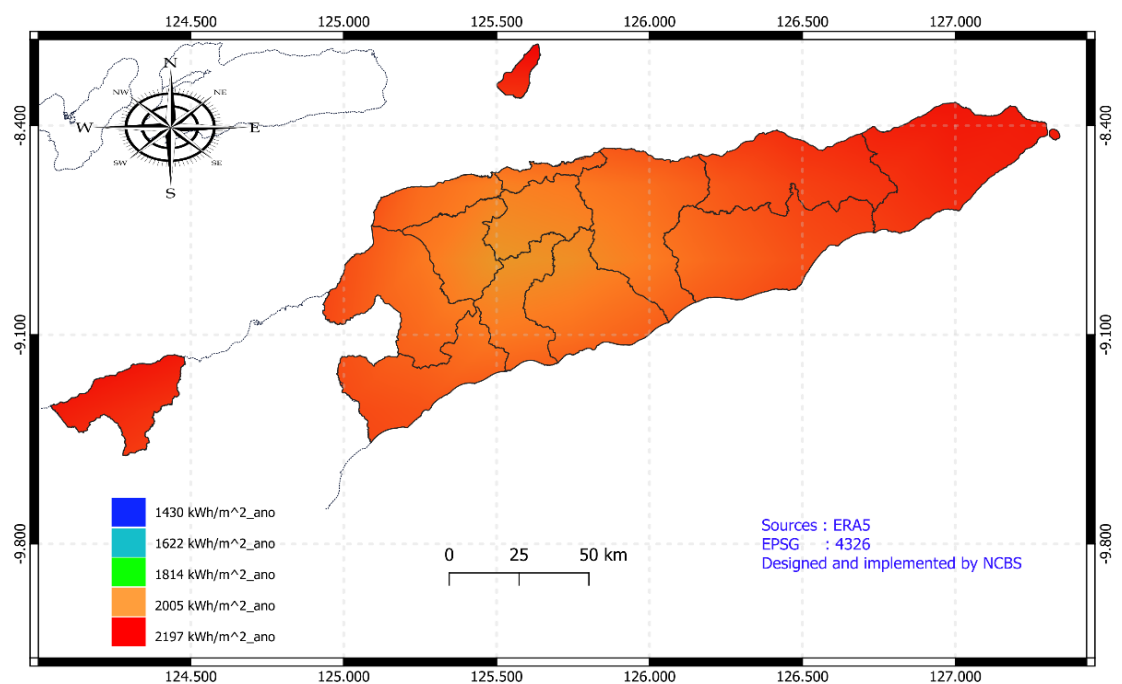 124.500 125.000 125.500 126.000 126.500 127.000
N
NW NE
W E
SW SE
S
-8.400 -8.400
-9.100 -9.100
-9.800 -9.800
1430 kWh/m^2_ano
1622 kWh/m^2_ano
1814 kWh/m^2_ano
2005 kWh/m^2_ano
2197 kWh/m^2_ano
0 25 50 km
Sources : ERA5
EPSG : 4326
Designed and implemented by NCBS
124.500 125.000 125.500 126.000 126.500 127.000